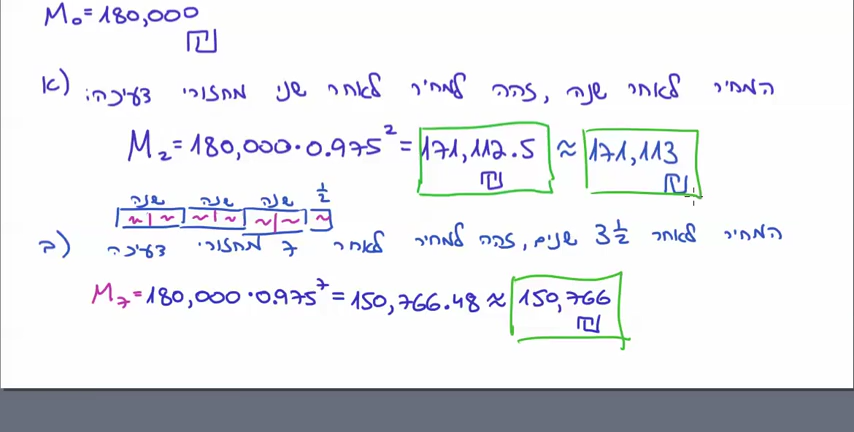 M₀ = 180,000
₪
א) המחיר לאחר שנה, זהה למחיר לאחר שני מחזורי דעיכה:
M₂ = 180,000 · 0.975² = 171,112.5 ≈ 171,113
₪ ₪
שנה שנה שנה ½
~ | ~ | ~ | ~ | ~ | ~ | ~
ב) המחיר לאחר 3½ שנים, זהה למחיר לאחר 7 מחזורי דעיכה
M₇ = 180,000 · 0.975⁷ = 150,766.48 ≈ 150,766
₪